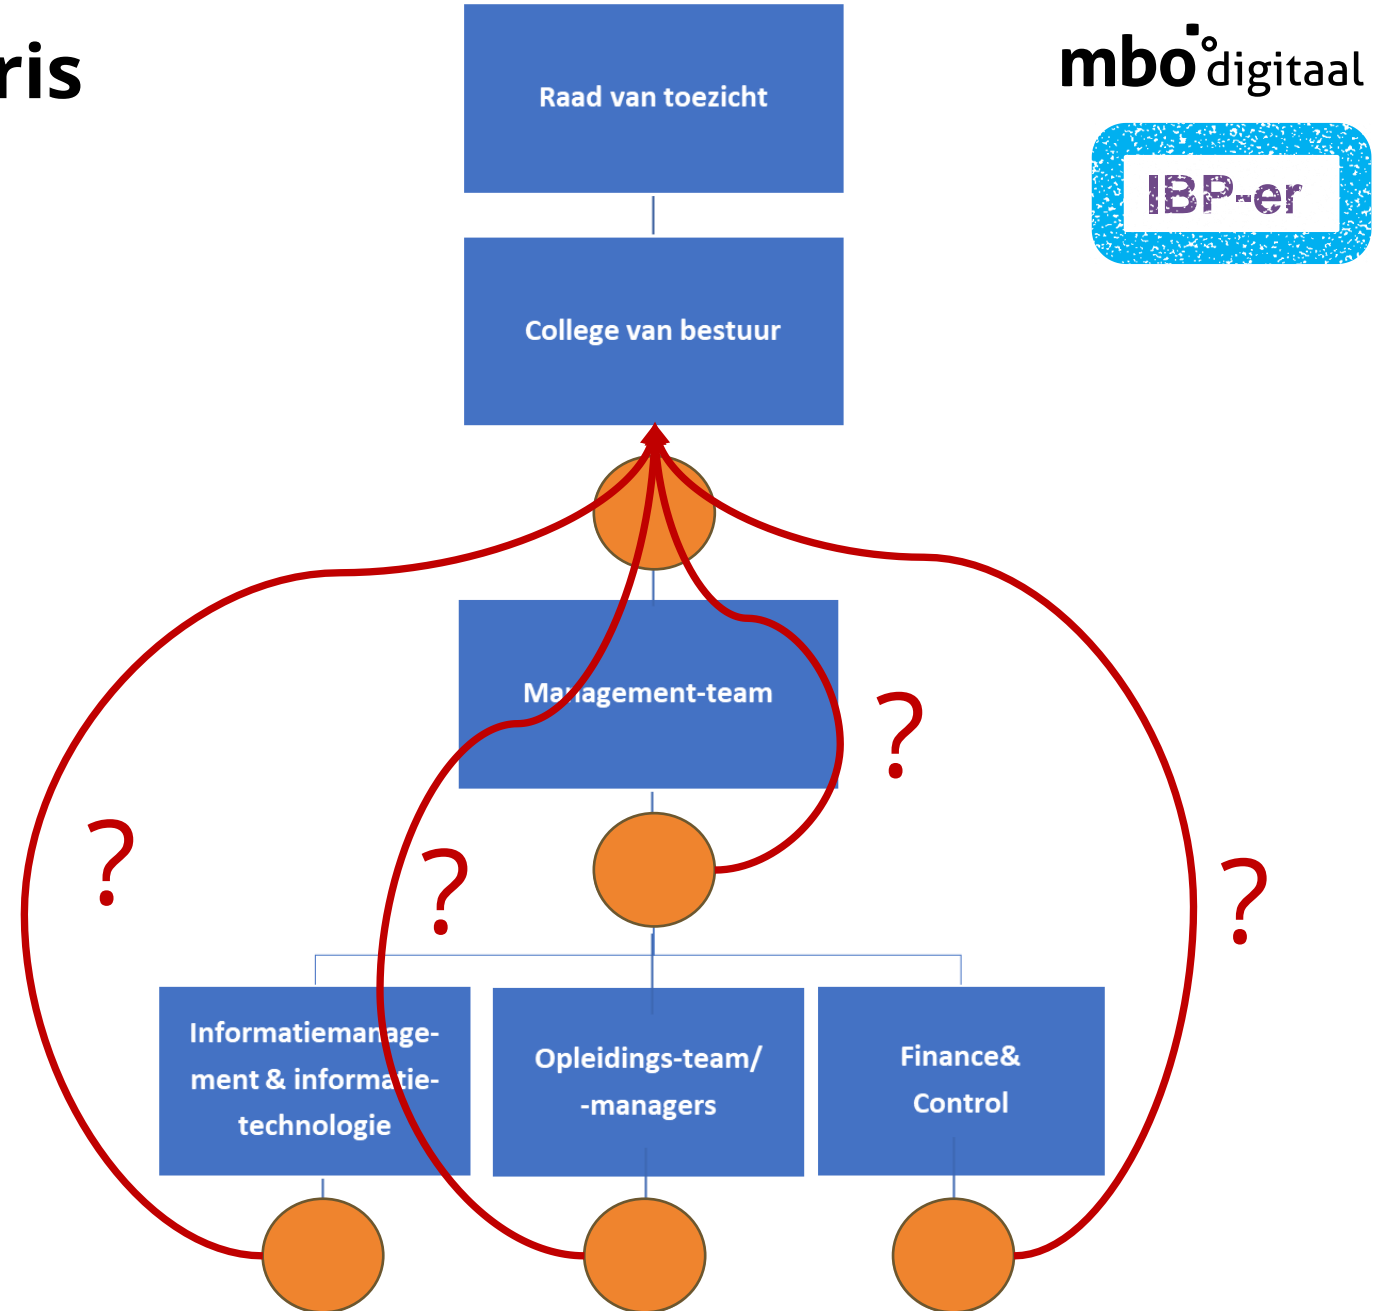 ris
mbo digitaal
IBP-er
Raad van toezicht
College van bestuur
Management-team
?
?
?
?
Informatiemanage-
ment & informatie-
technologie
Opleidings-team/
-managers
Finance&
Control